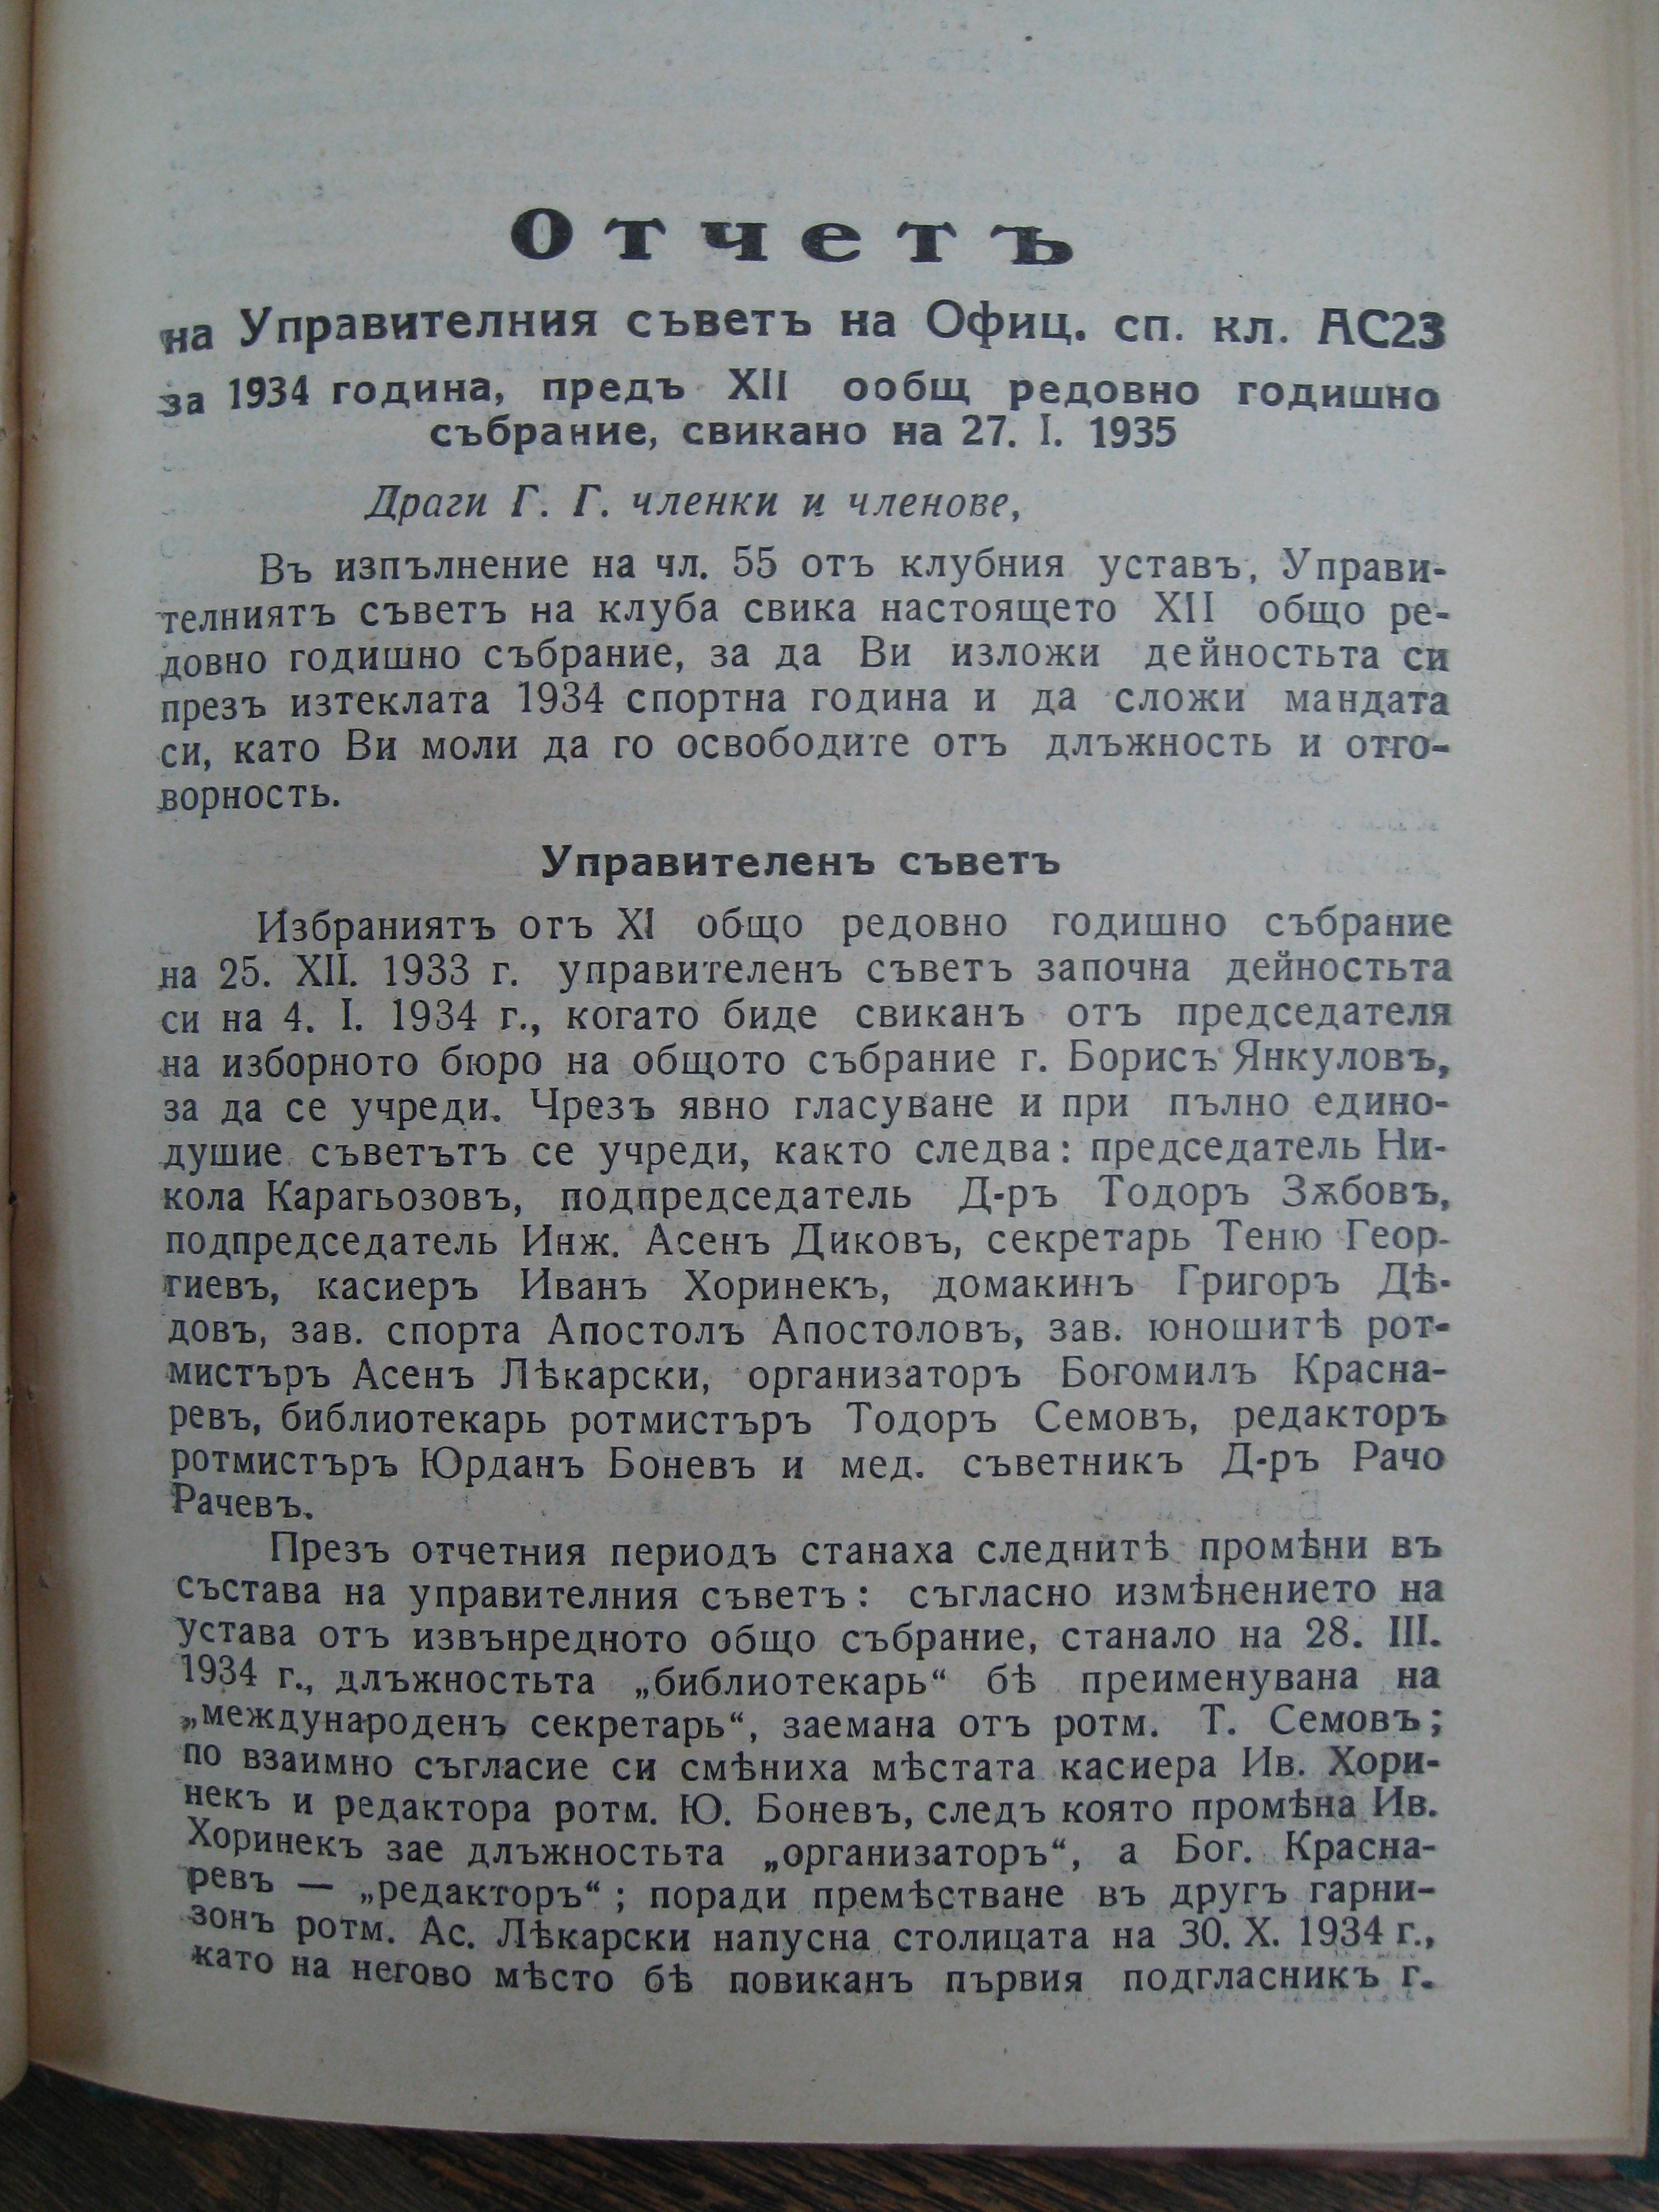 Отчетъ
на Управителния съветъ на Офиц. сп. кл. АС23
за 1934 година, предъ XII ообщ редовно годишно
събрание, свикано на 27. I. 1935
Драги Г. Г. членки и членове,
Въ изпълнение на чл. 55 отъ клубния уставъ, Управи-
телниятъ съветъ на клуба свика настоящето XII общо ре-
довно годишно събрание, за да Ви изложи дейностьта си
презъ изтеклата 1934 спортна година и да сложи мандата
си, като Ви моли да го освободите отъ длъжность и отго-
ворность.
Управителенъ съветъ
Избраниятъ отъ XI общо редовно годишно събрание
на 25. XII. 1933 г. управителенъ съветъ започна дейностьта
си на 4. I. 1934 г., когато биде свиканъ отъ председателя
на изборното бюро на общото събрание г. Борисъ Янкуловъ,
за да се учреди. Чрезъ явно гласуване и при пълно едино-
душие съветътъ се учреди, както следва: председатель Ни-
кола Карагьозовъ, подпредседатель Д-ръ Тодоръ Зѫбовъ,
подпредседатель Инж. Асенъ Диковъ, секретарь Теню Геор-
гиевъ, касиеръ Иванъ Хоринекъ, домакинъ Григоръ Дѣ-
довъ, зав. спорта Апостолъ Апостоловъ, зав. юношитѣ рот-
мистъръ Асенъ Лѣкарски, организаторъ Богомилъ Красна-
ревъ, библиотекарь ротмистъръ Тодоръ Семовъ, редакторъ
ротмистъръ Юрданъ Боневъ и мед. съветникъ Д-ръ Рачо
Рачевъ.
Презъ отчетния периодъ станаха следнитѣ промѣни въ
състава на управителния съветъ: съгласно измѣнението на
устава отъ извънредното общо събрание, станало на 28. III.
1934 г., длъжностьта „библиотекарь“ бѣ преименувана на
„международенъ секретарь“, заемана отъ ротм. Т. Семовъ;
по взаимно съгласие си смѣниха мѣстата касиера Ив. Хори-
некъ и редактора ротм. Ю. Боневъ, следъ която промѣна Ив.
Хоринекъ зае длъжностьта „организаторъ“, а Бог. Красна-
ревъ — „редакторъ“; поради премѣстване въ другъ гарни-
зонъ ротм. Ас. Лѣкарски напусна столицата на 30. X. 1934 г.,
като на негово мѣсто бѣ повиканъ първия подгласникъ г.